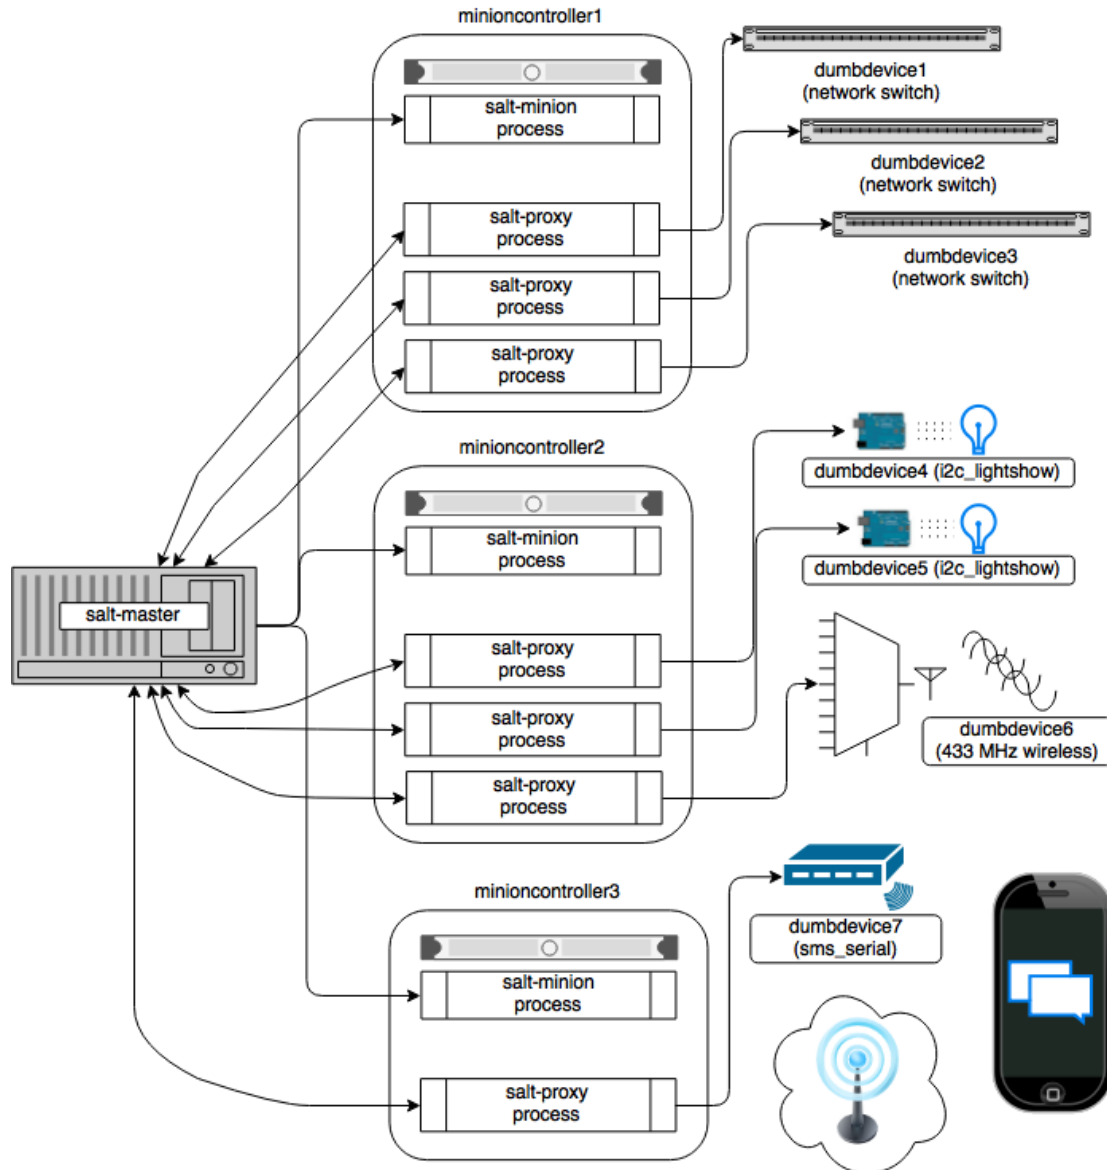 minioncontroller1
salt-minion
process
salt-proxy
process
salt-proxy
process
salt-proxy
process
dumbdevice1
(network switch)
dumbdevice2
(network switch)
dumbdevice3
(network switch)
salt-master
minioncontroller2
salt-minion
process
salt-proxy
process
salt-proxy
process
salt-proxy
process
dumbdevice4 (i2c_lightshow)
dumbdevice5 (i2c_lightshow)
dumbdevice6
(433 MHz wireless)
minioncontroller3
salt-minion
process
salt-proxy
process
dumbdevice7
(sms_serial)